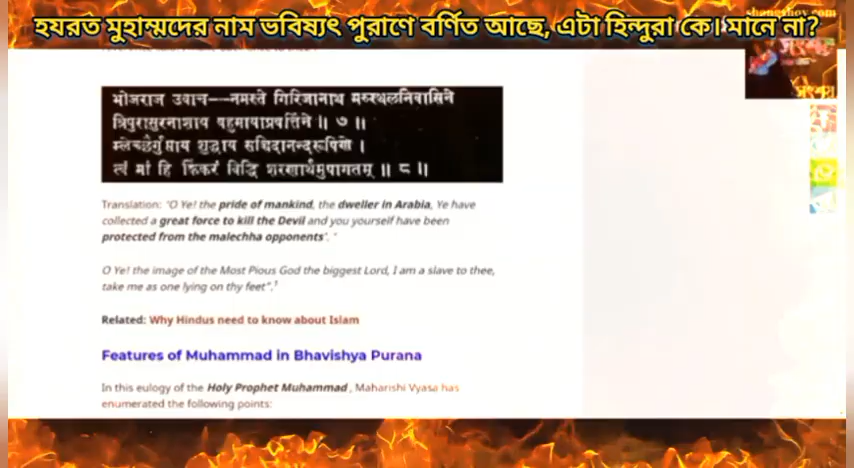 shangshoy.com
হযরত মুহাম্মদের নাম ভবিষ্যৎ পুরাণে বর্ণিত আছে, এটা হিন্দুরা কে। মানে না?
भोजराज उवाच—नमस्ते गिरिजानाथ मरुस्थलनिवासिने
त्रिपुरासुरनाशाय बहुमायाप्रवर्त्तिने ॥ ७ ॥
म्लेच्छैर्गुप्ताय शुद्धाय सच्चिदानन्दरूपिणे ।
त्वं मां हि किंकरं विद्धि शरणार्थमुपागतम् ॥ ८ ॥
Translation: 'O Ye! the pride of mankind, the dweller in Arabia, Ye have
collected a great force to kill the Devil and you yourself have been
protected from the malechha opponents'. "
O Ye! the image of the Most Pious God the biggest Lord, I am a slave to thee,
take me as one lying on thy feet".¹
Related: Why Hindus need to know about Islam
Features of Muhammad in Bhavishya Purana
In this eulogy of the Holy Prophet Muhammad , Maharishi Vyasa has
enumerated the following points: